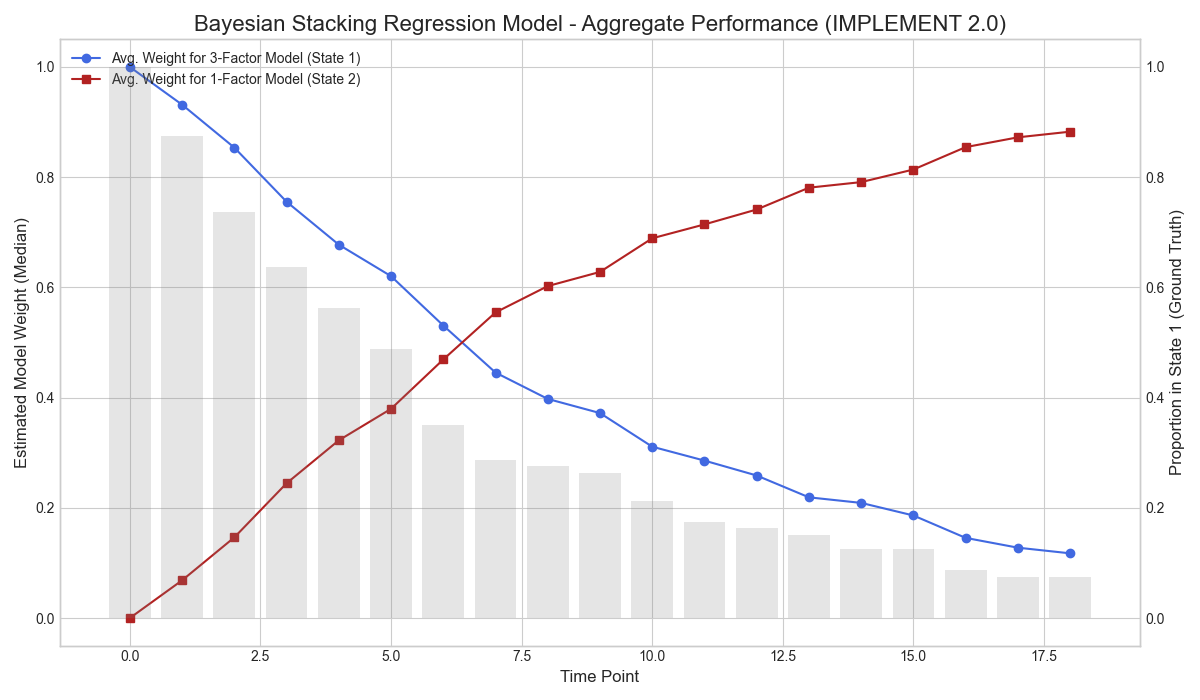 Bayesian Stacking Regression Model - Aggregate Performance (IMPLEMENT 2.0)
Avg. Weight for 3-Factor Model (State 1)
Avg. Weight for 1-Factor Model (State 2)
Estimated Model Weight (Median)
1.0
0.8
0.6
0.4
0.2
0.0
1.0
0.8
0.6
0.4
0.2
0.0
Proportion in State 1 (Ground Truth)
0.0 2.5 5.0 7.5 10.0 12.5 15.0 17.5
Time Point